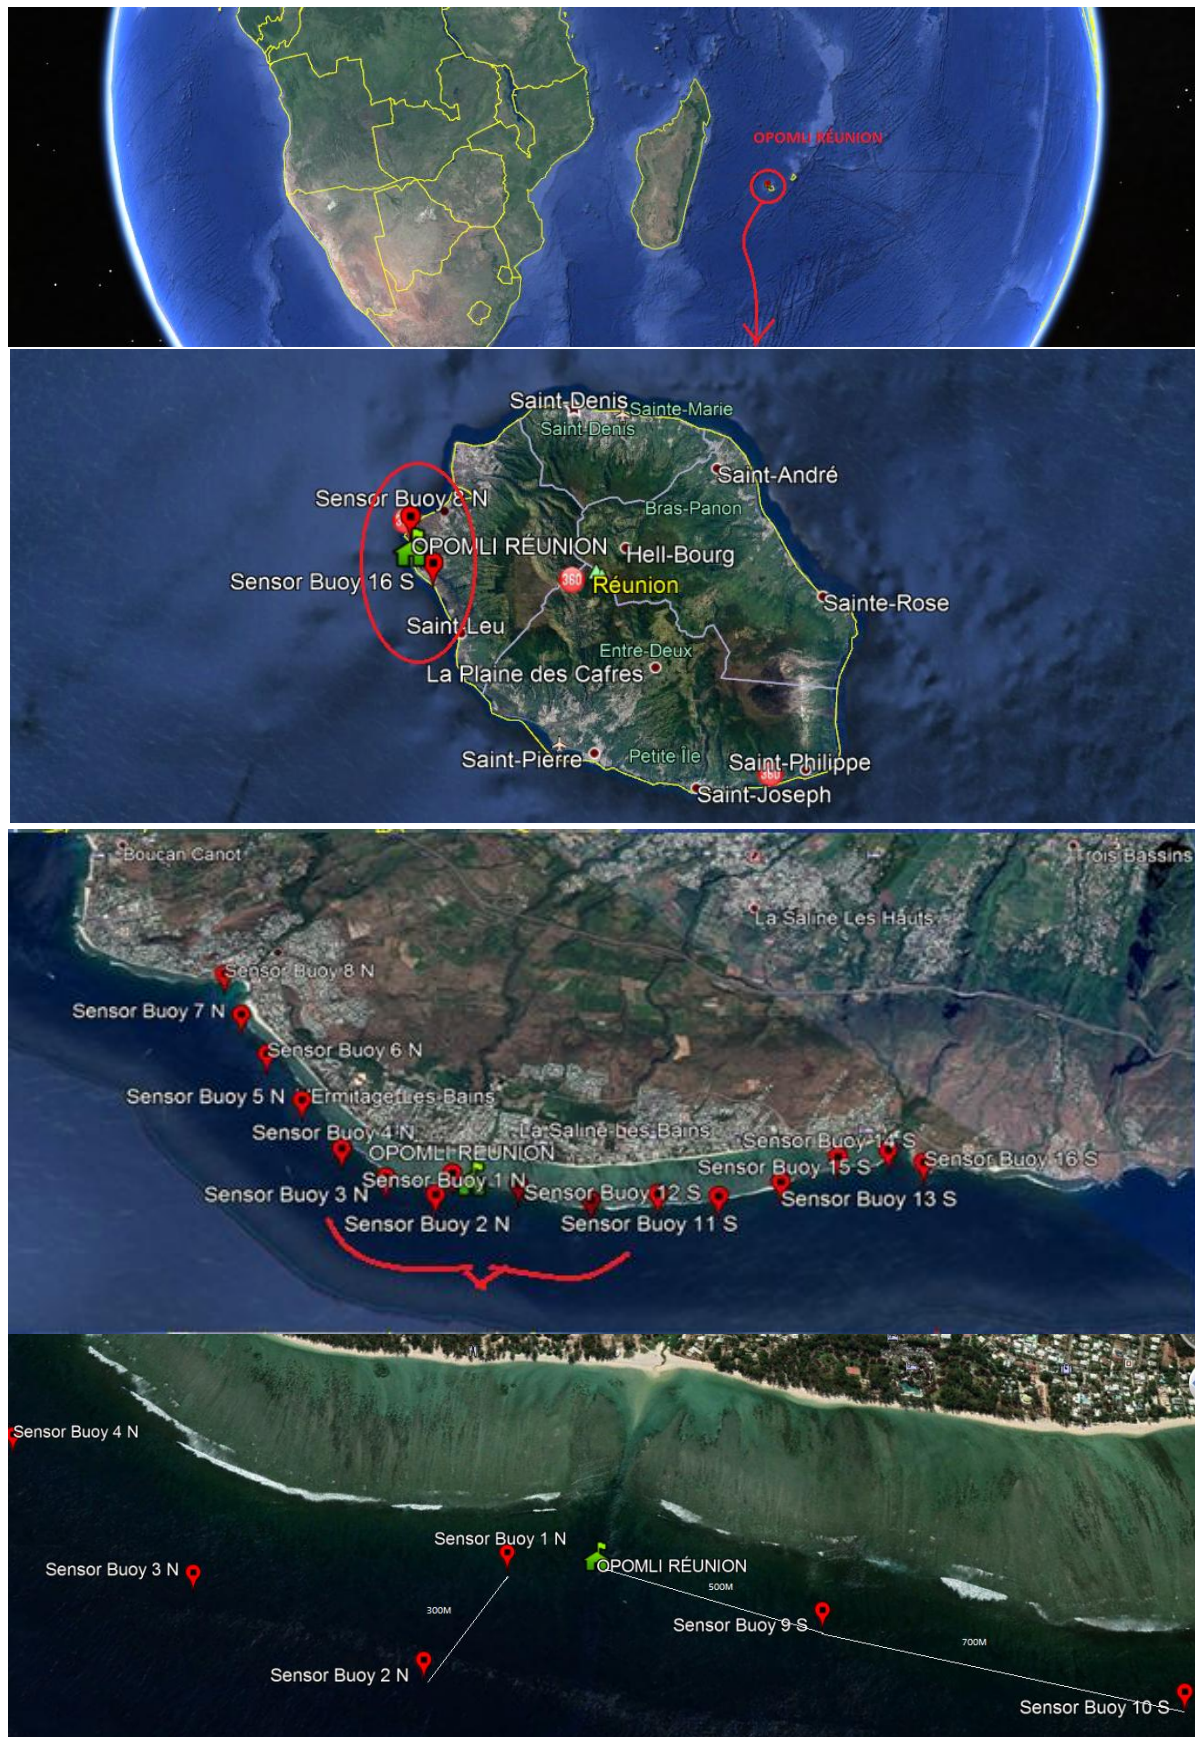 OPOMLI RÉUNION
Saint-Denis
Sainte-Marie
Saint-Denis
Saint-André
Sensor Buoy 8 N
Bras-Panon
OPOMLI RÉUNION
Hell-Bourg
Sensor Buoy 16 S
360
Réunion
Sainte-Rose
Saint-Leu
Entre-Deux
La Plaine des Cafres
Saint-Pierre
Petite Île
Saint-Philippe
360
Saint-Joseph
Boucan Canot
Trois Bassins
La Saline Les Hauts
Sensor Buoy 8 N
Sensor Buoy 7 N
Sensor Buoy 6 N
Sensor Buoy 5 N
L'Ermitage-Les-Bains
Sensor Buoy 4 N
La Saline-Les-Bains
Sensor Buoy 14 S
OPOMLI RÉUNION
Sensor Buoy 15 S
Sensor Buoy 16 S
Sensor Buoy 1 N
Sensor Buoy 3 N
Sensor Buoy 12 S
Sensor Buoy 13 S
Sensor Buoy 2 N
Sensor Buoy 11 S
Sensor Buoy 4 N
Sensor Buoy 1 N
Sensor Buoy 3 N
OPOMLI RÉUNION
500M
300M
Sensor Buoy 9 S
700M
Sensor Buoy 2 N
Sensor Buoy 10 S